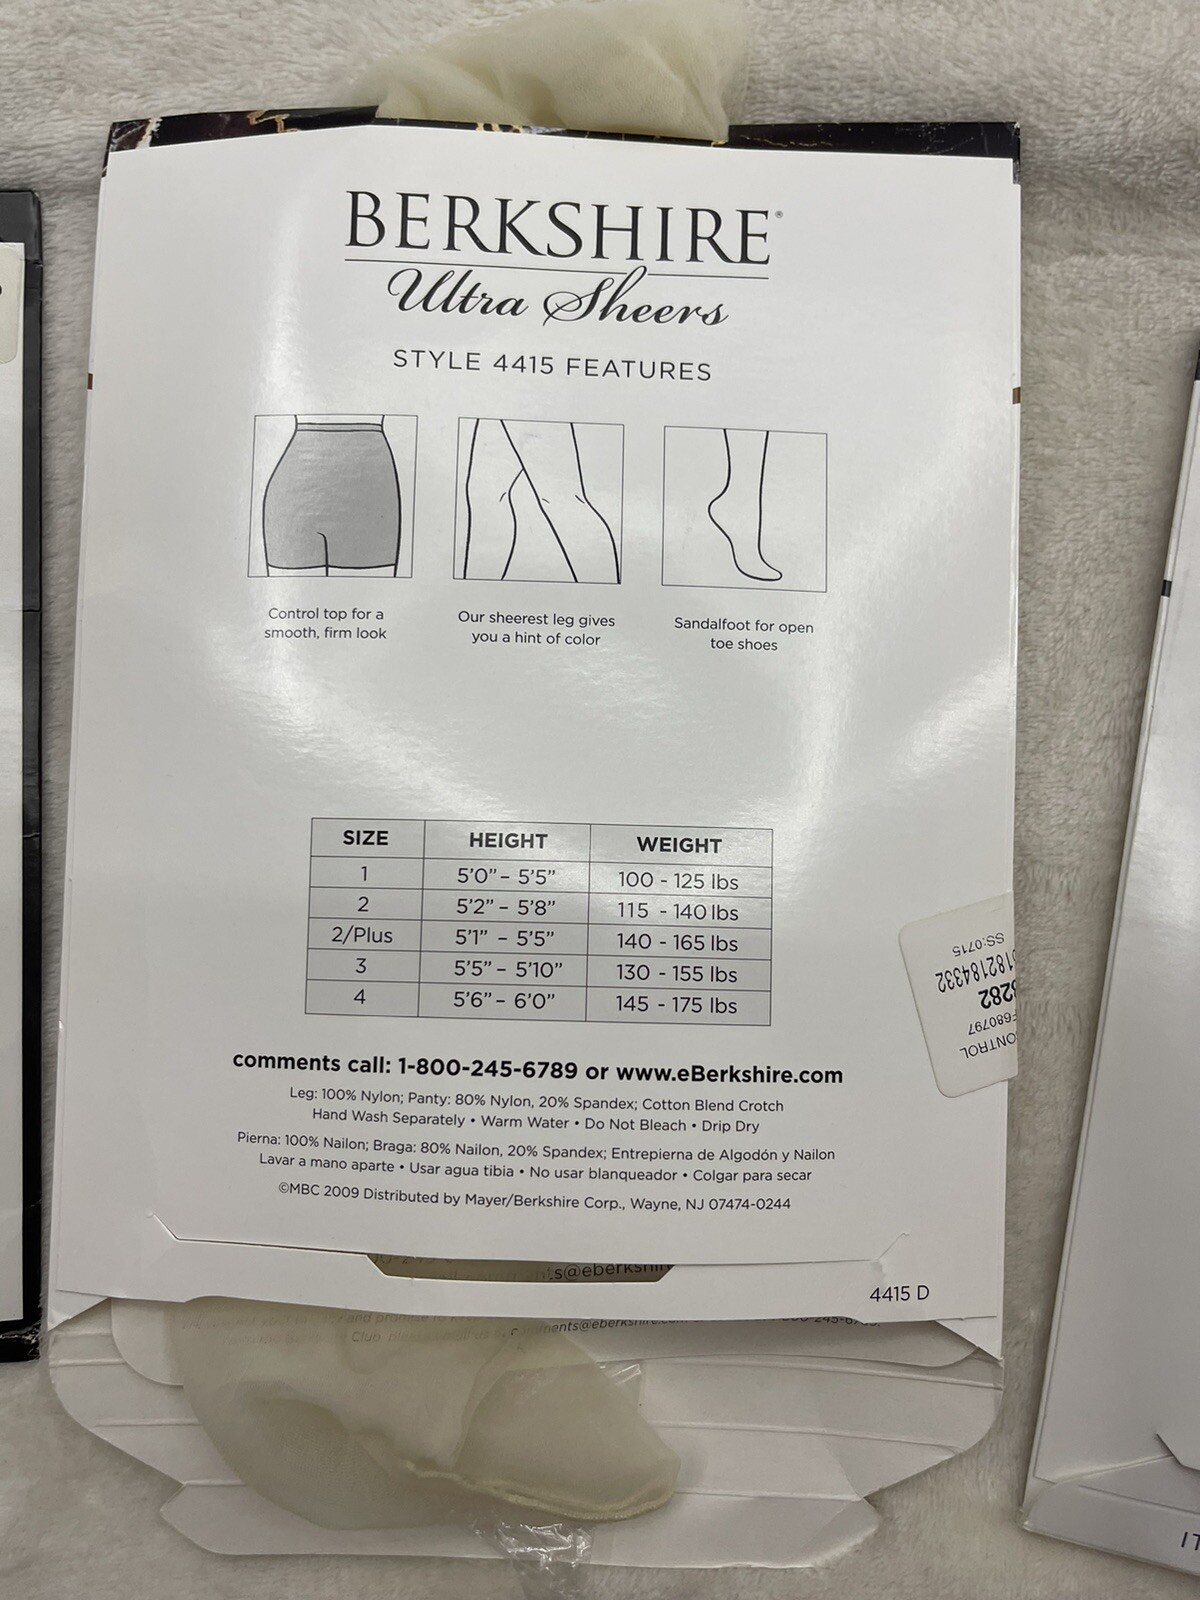 BERKSHIRE®
Ultra Sheers
STYLE 4415 FEATURES
Control top for a
smooth, firm look
Our sheerest leg gives
you a hint of color
Sandalfoot for open
toe shoes
SIZE HEIGHT WEIGHT
1 5'0" – 5'5" 100 - 125 lbs
2 5'2" – 5'8" 115 - 140 lbs
2/Plus 5'1" – 5'5" 140 - 165 lbs
3 5'5" – 5'10" 130 - 155 lbs
4 5'6" – 6'0" 145 - 175 lbs
comments call: 1-800-245-6789 or www.eBerkshire.com
Leg: 100% Nylon; Panty: 80% Nylon, 20% Spandex; Cotton Blend Crotch
Hand Wash Separately • Warm Water • Do Not Bleach • Drip Dry
Pierna: 100% Nailon; Braga: 80% Nailon, 20% Spandex; Entrepierna de Algodón y Nailon
Lavar a mano aparte • Usar agua tibia • No usar blanqueador • Colgar para secar
©MBC 2009 Distributed by Mayer/Berkshire Corp., Wayne, NJ 07474-0244
4415 D
ONTROL
F680797
8282
182184332
SS:0715
and promise to
Club